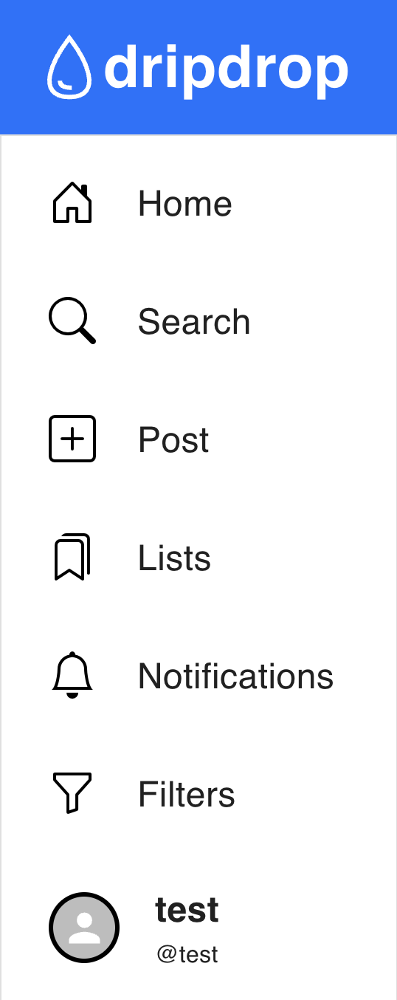 dripdrop
Home
Search
Post
Lists
Notifications
Filters
test
@test